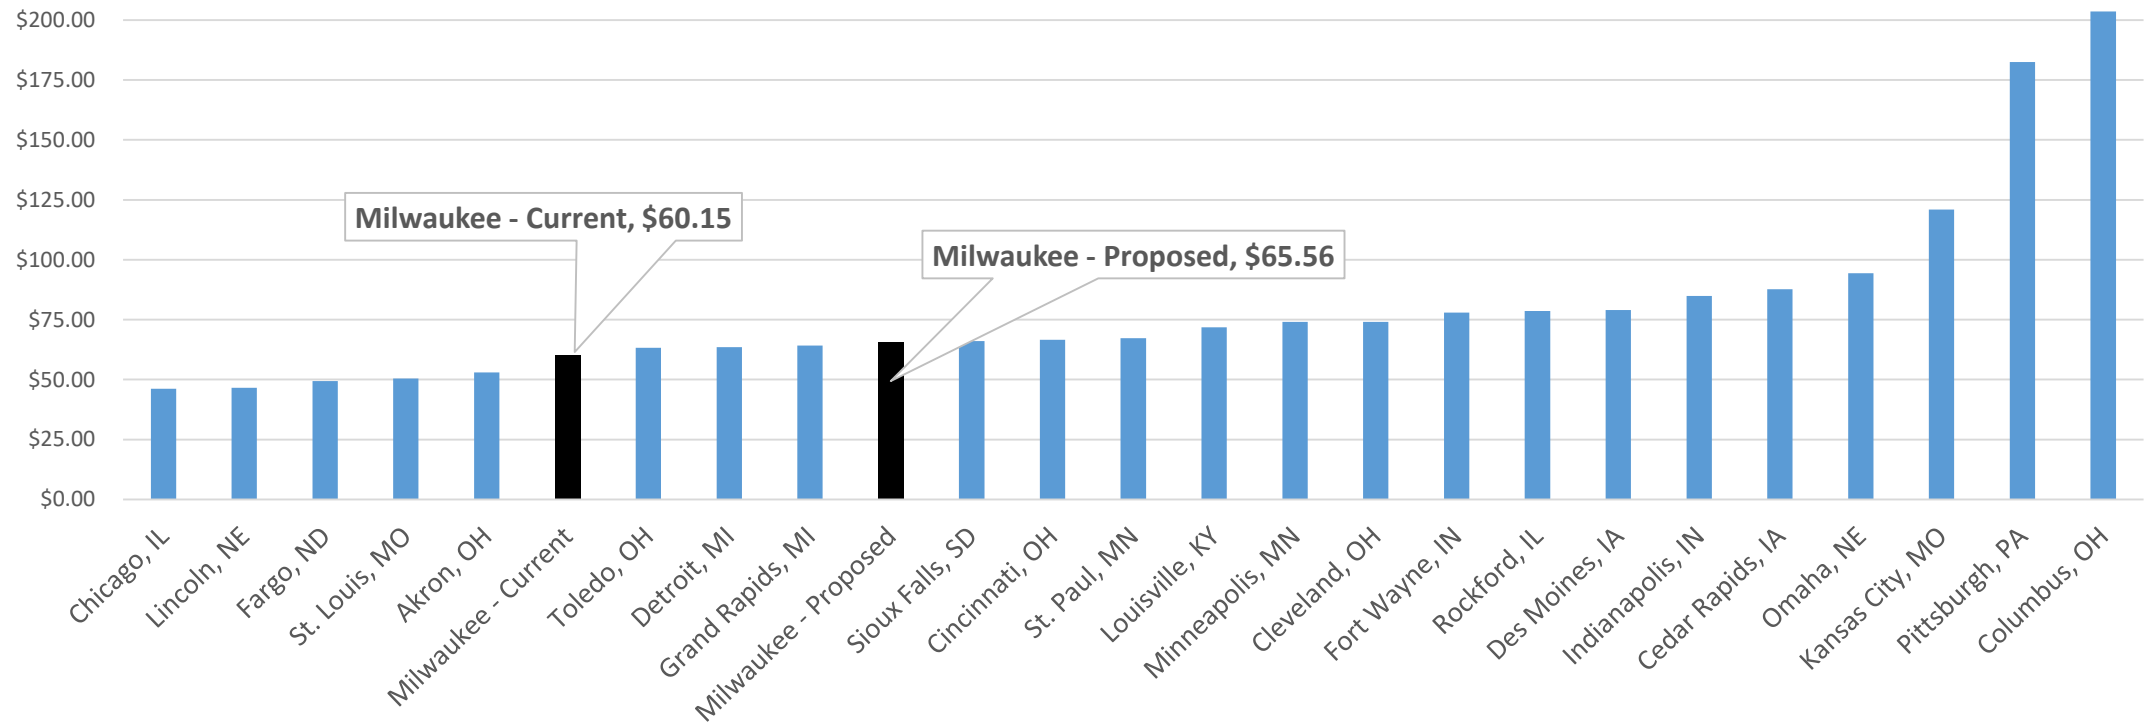 $200.00
$175.00
$150.00
$125.00
$100.00
$75.00
$50.00
$25.00
$0.00
Milwaukee - Current, $60.15
Milwaukee - Proposed, $65.56
Chicago, IL
Lincoln, NE
Fargo, ND
St. Louis, MO
Akron, OH
Milwaukee - Current
Toledo, OH
Detroit, MI
Grand Rapids, MI
Milwaukee - Proposed
Sioux Falls, SD
Cincinnati, OH
St. Paul, MN
Louisville, KY
Minneapolis, MN
Cleveland, OH
Fort Wayne, IN
Rockford, IL
Des Moines, IA
Indianapolis, IN
Cedar Rapids, IA
Omaha, NE
Kansas City, MO
Pittsburgh, PA
Columbus, OH